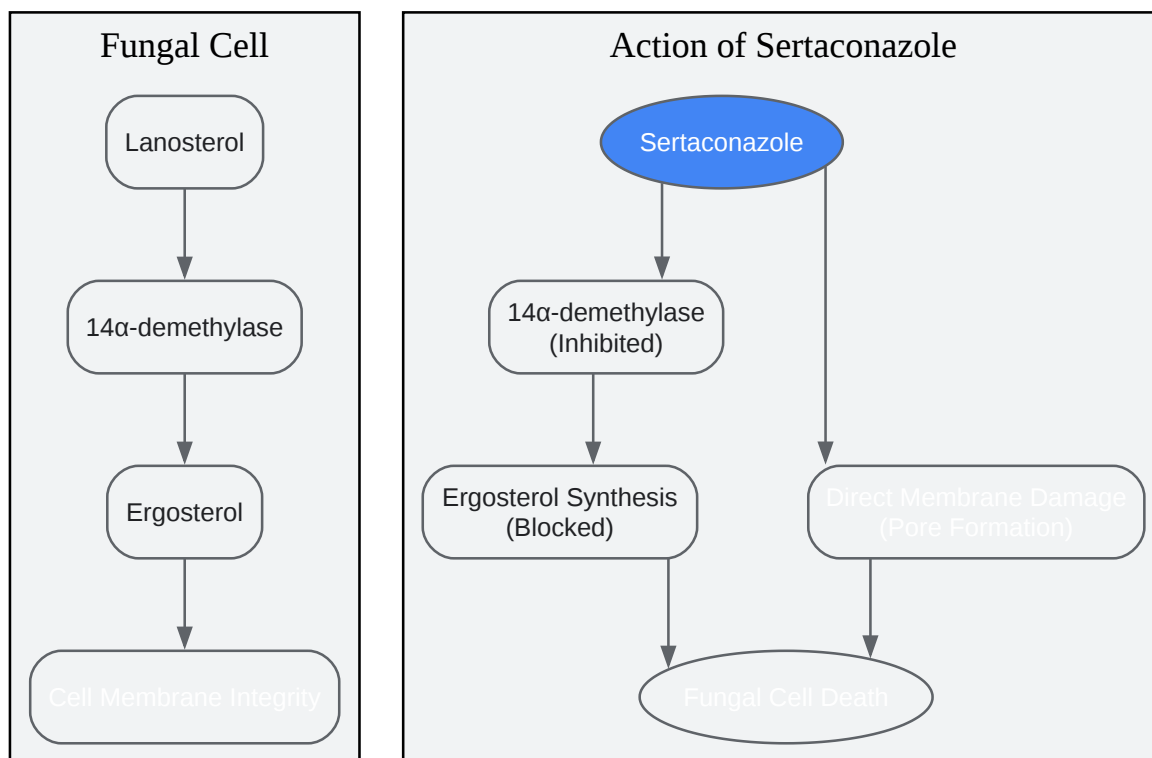 Fungal Cell
Lanosterol
14α-demethylase
Ergosterol
Cell Membrane Integrity
Action of Sertaconazole
Sertaconazole
14α-demethylase
(Inhibited)
Ergosterol Synthesis
(Blocked)
Direct Membrane Damage
(Pore Formation)
Fungal Cell Death